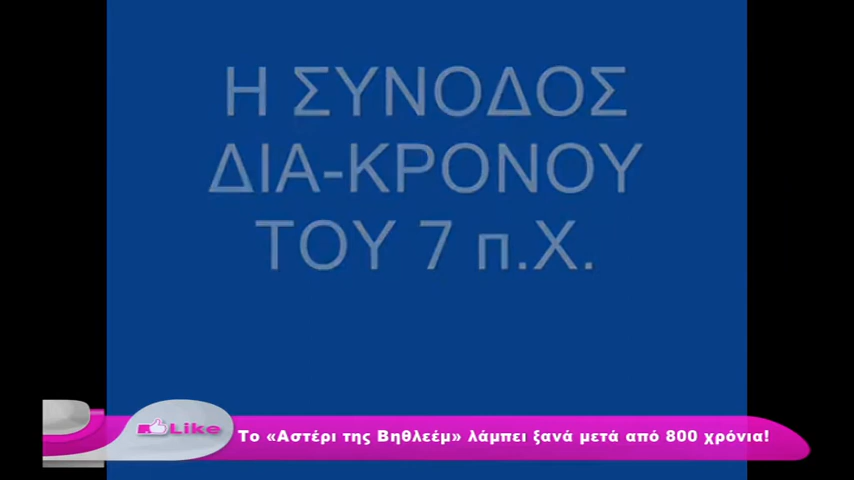 Η ΣΥΝΟΔΟΣ
ΔΙΑ-ΚΡΟΝΟΥ
ΤΟΥ 7 π.Χ.
Like
Το «Αστέρι της Βηθλεέμ» λάμπει ξανά μετά από 800 χρόνια!